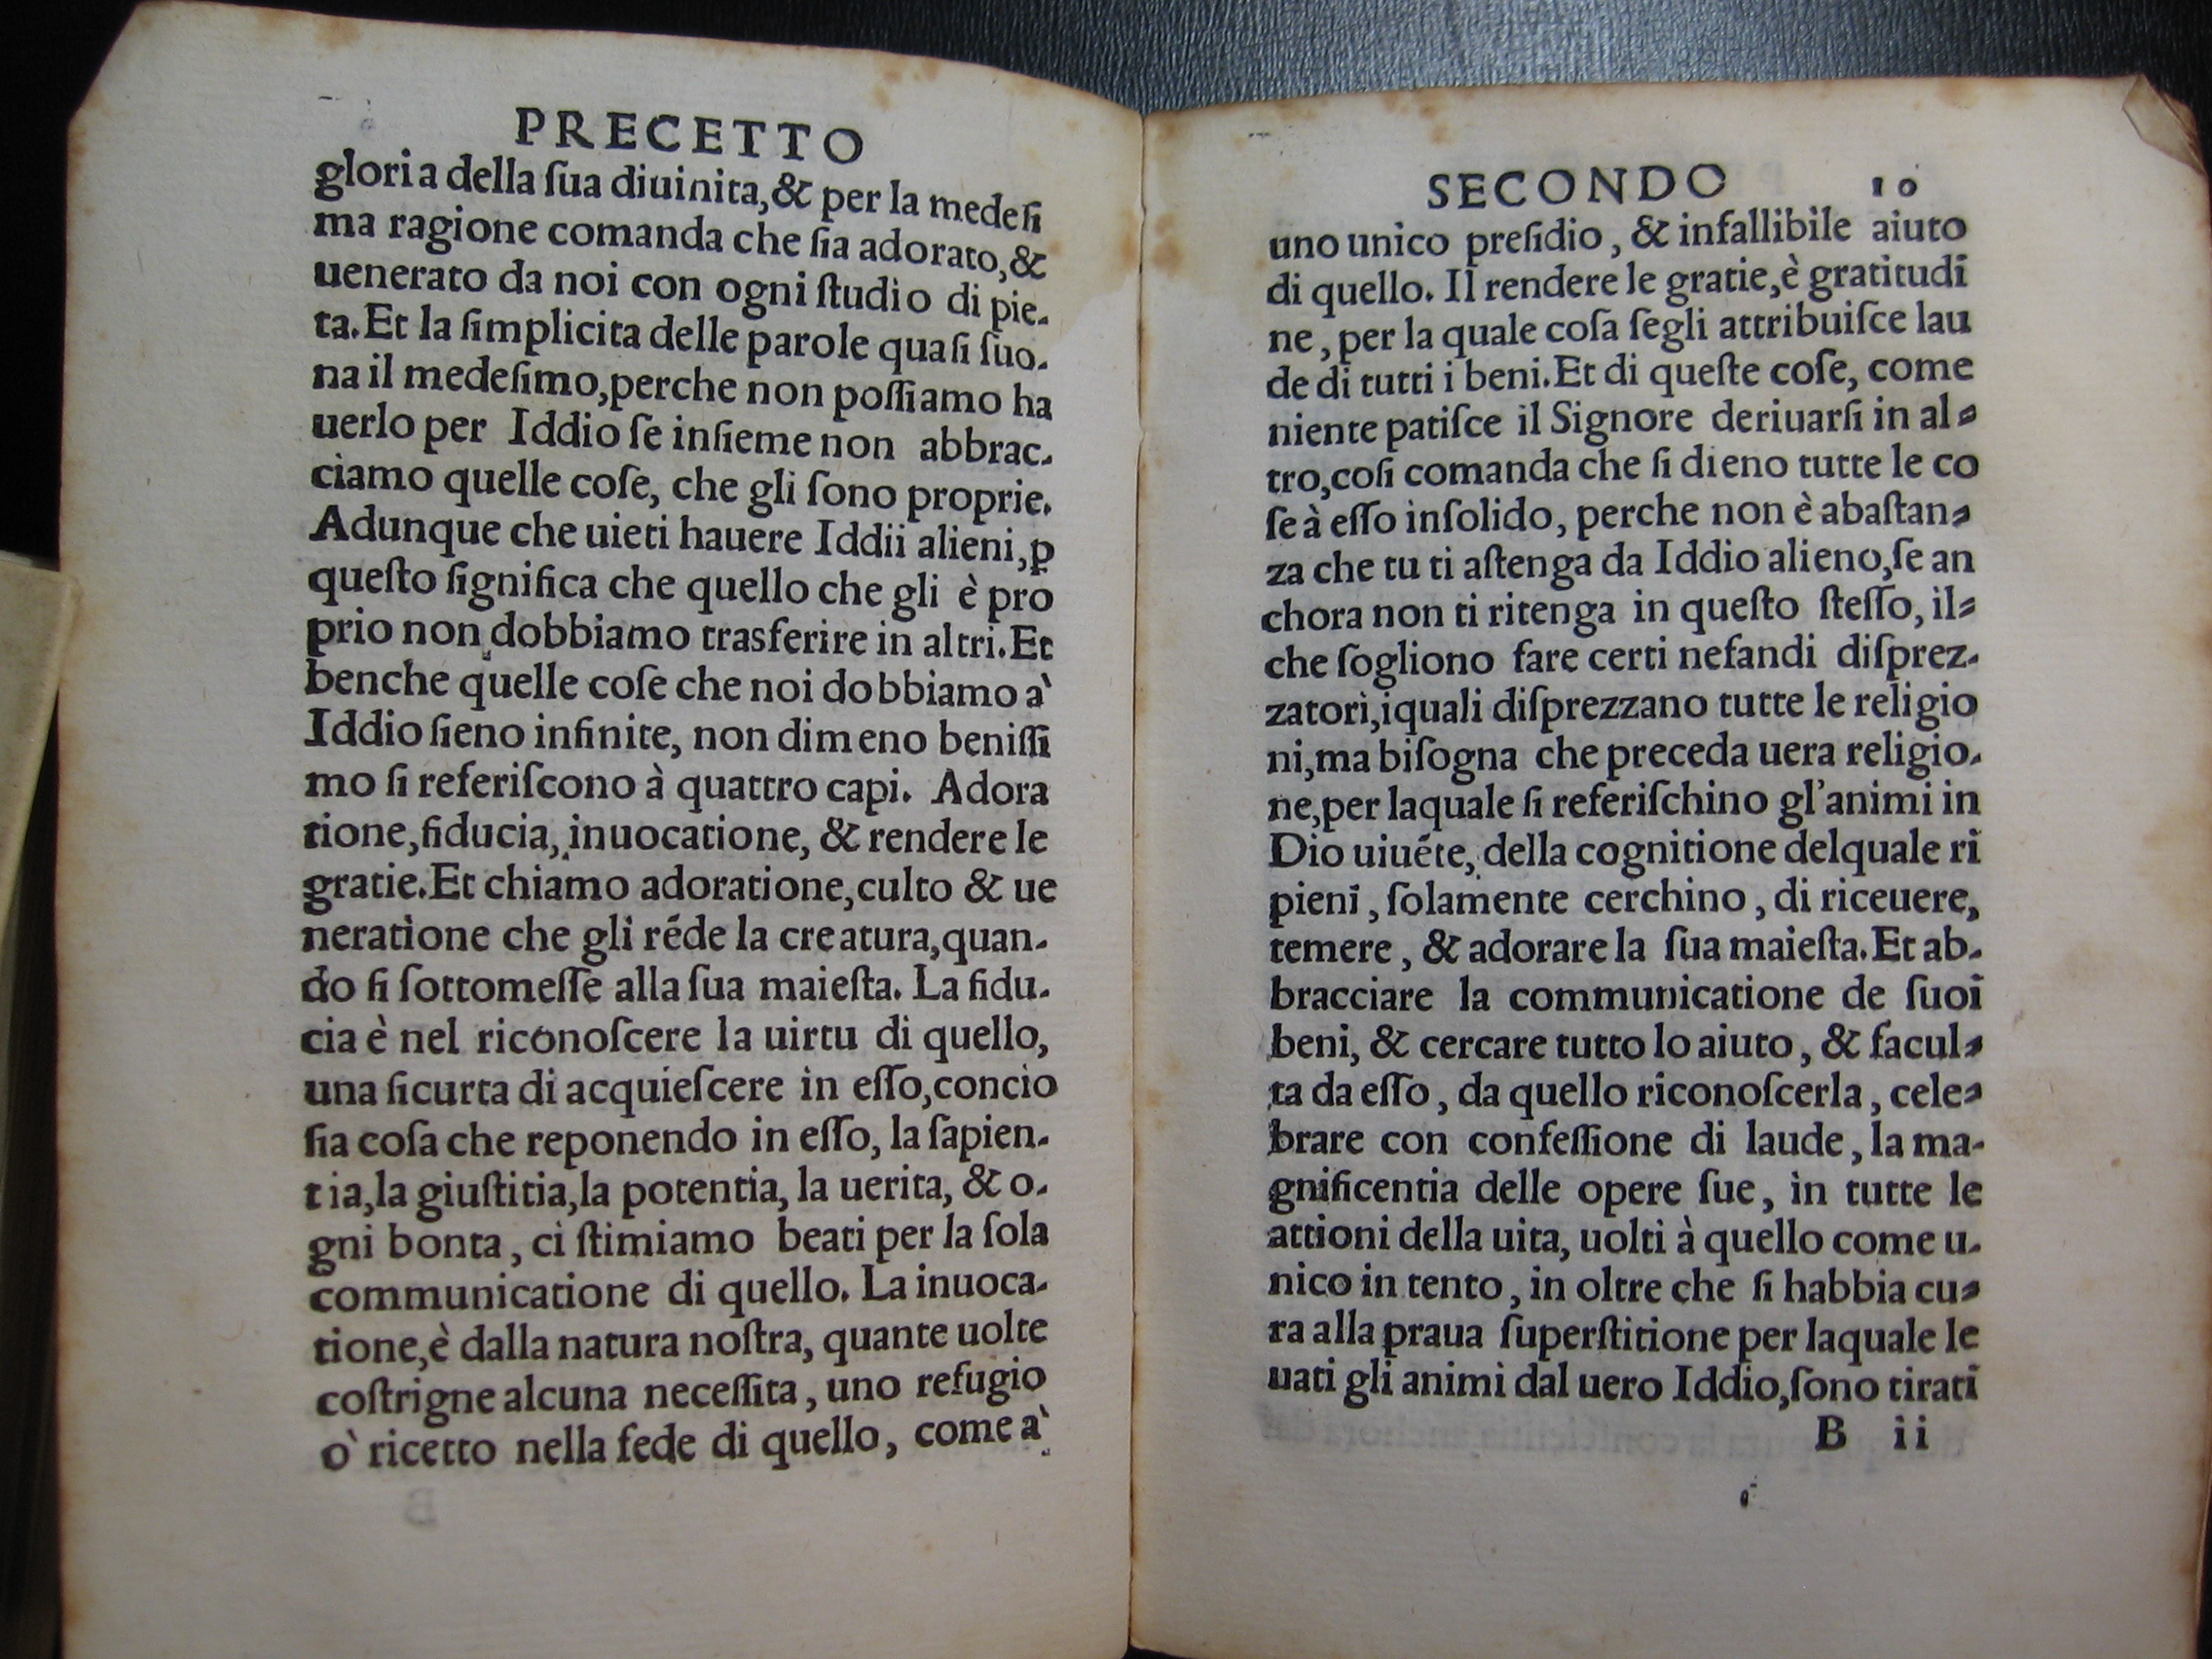 PRECETTO
gloria della ſua diuinita, & per la medeſi
ma ragione comanda che ſia adorato, &
uenerato da noi con ogni ſtudio di pie-
ta. Et la ſimplicita delle parole quaſi ſuo-
na il medeſimo, perche non poſſiamo ha
uerlo per Iddio ſe inſieme non abbrac-
ciamo quelle coſe, che gli ſono proprie.
Adunque che uieti hauere Iddii alieni, ꝑ
queſto ſignifica che quello che gli è pro
prio non dobbiamo trasferire in altri. Et
benche quelle coſe che noi dobbiamo à
Iddio ſieno infinite, non dimeno beniſſi
mo ſi referiſcono à quattro capi. Adora
tione, fiducia, inuocatione, & rendere le
gratie. Et chiamo adoratione, culto & ue
neratione che gli rēde la creatura, quan-
do ſi ſottomeſſe alla ſua maieſta. La fidu-
cia è nel riconoſcere la uirtu di quello,
una ſicurta di acquieſcere in eſſo, concio
ſia coſa che reponendo in eſſo, la ſapien-
tia, la giuſtitia, la potentia, la uerita, & o-
gni bonta, ci ſtimiamo beati per la ſola
communicatione di quello. La inuoca-
tione, è dalla natura noſtra, quante uolte
coſtrigne alcuna neceſſita, uno refugio
ò ricetto nella fede di quello, come à
SECONDO 10
uno unico preſidio, & infallibile aiuto
di quello. Il rendere le gratie, è gratitudi
ne, per la quale coſa ſegli attribuiſce lau
de di tutti i beni. Et di queſte coſe, come
niente patiſce il Signore deriuarſi in al-
tro, coſi comanda che ſi dieno tutte le co
ſe à eſſo inſolido, perche non è abaſtan-
za che tu ti aſtenga da Iddio alieno, ſe an
chora non ti ritenga in queſto ſteſſo, il-
che ſogliono fare certi nefandi diſprez-
zatori, iquali diſprezzano tutte le religio
ni, ma biſogna che preceda uera religio-
ne, per laquale ſi referiſchino gl'animi in
Dio uiuēte, della cognitione delquale ri
pieni, ſolamente cerchino, di riceuere,
temere, & adorare la ſua maieſta. Et ab-
bracciare la communicatione de ſuoi
beni, & cercare tutto lo aiuto, & facul-
ta da eſſo, da quello riconoſcerla, cele-
brare con confeſſione di laude, la ma-
gnificentia delle opere ſue, in tutte le
attioni della uita, uolti à quello come u-
nico in tento, in oltre che ſi habbia cu-
ra alla praua ſuperſtitione per laquale le
uati gli animi dal uero Iddio, ſono tirati
B ii